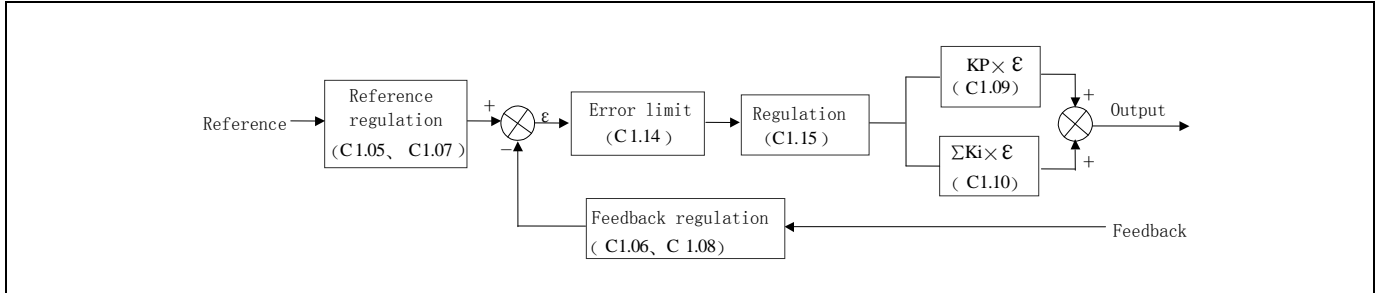 Reference
Reference
regulation
(C1.05、 C1.07)
+
−
ε
Error limit
(C1.14)
Regulation
(C1.15)
KP× ε
( C1.09)
ΣKi× ε
( C1.10)
+
+
Output
Feedback regulation
( C1.06、 C 1.08)
Feedback